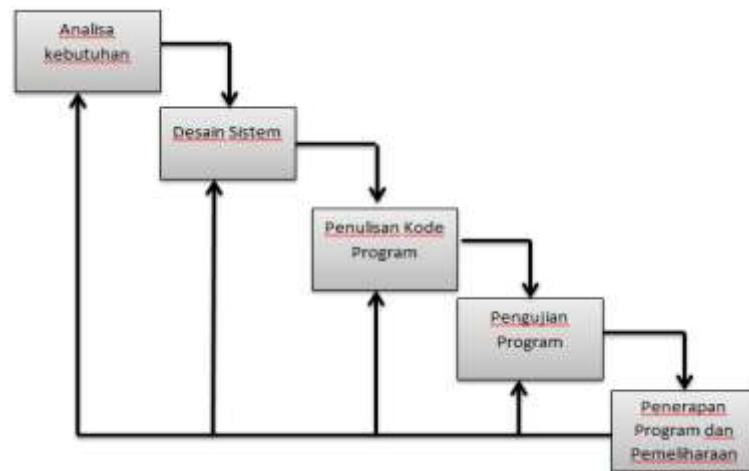 Analisa
kebutuhan
Desain Sistem
Penulisan Kode
Program
Pengujian
Program
Penerapan
Program dan
Pemeliharaan